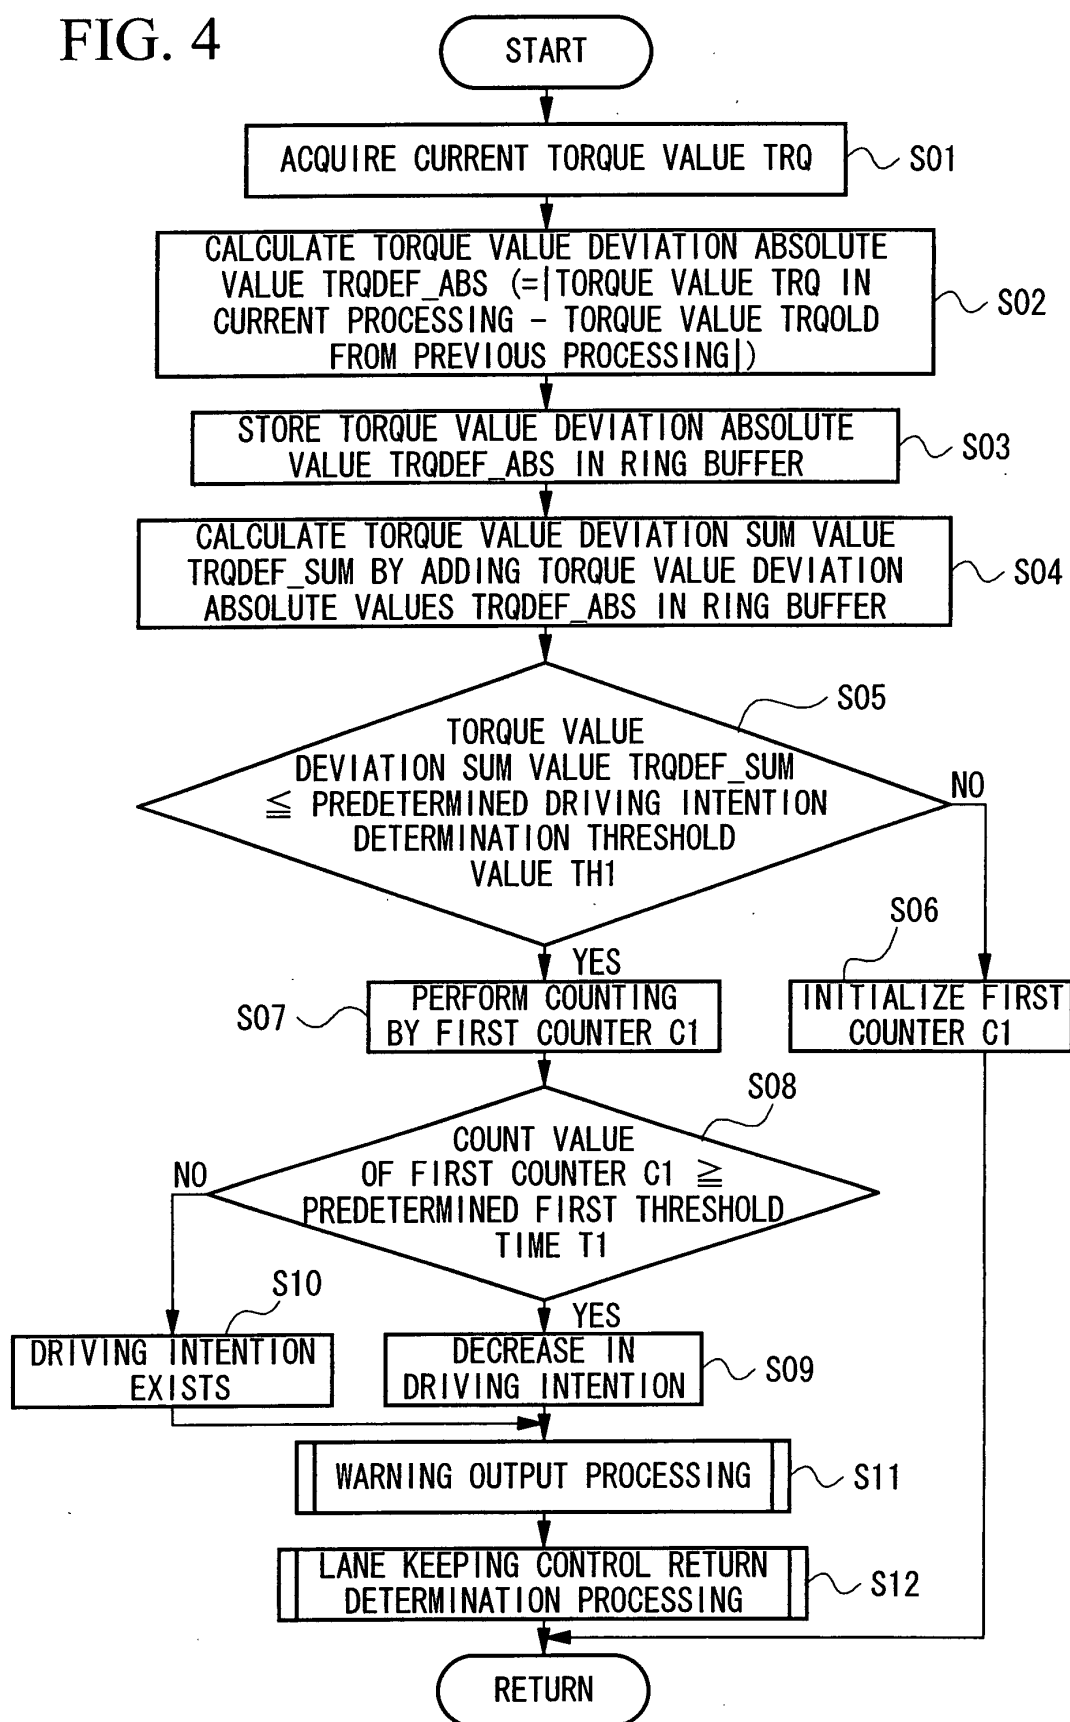 FIG. 4
START
ACQUIRE CURRENT TORQUE VALUE TRQ
S01
CALCULATE TORQUE VALUE DEVIATION ABSOLUTE
VALUE TRQDEF_ABS (=|TORQUE VALUE TRQ IN
CURRENT PROCESSING − TORQUE VALUE TRQOLD
FROM PREVIOUS PROCESSING|)
S02
STORE TORQUE VALUE DEVIATION ABSOLUTE
VALUE TRQDEF_ABS IN RING BUFFER
S03
CALCULATE TORQUE VALUE DEVIATION SUM VALUE
TRQDEF_SUM BY ADDING TORQUE VALUE DEVIATION
ABSOLUTE VALUES TRQDEF_ABS IN RING BUFFER
S04
S05
TORQUE VALUE
DEVIATION SUM VALUE TRQDEF_SUM
≦ PREDETERMINED DRIVING INTENTION
DETERMINATION THRESHOLD
VALUE TH1
NO
YES
S06
INITIALIZE FIRST
COUNTER C1
S07
PERFORM COUNTING
BY FIRST COUNTER C1
S08
COUNT VALUE
OF FIRST COUNTER C1 ≧
PREDETERMINED FIRST THRESHOLD
TIME T1
NO
YES
S10
DRIVING INTENTION
EXISTS
DECREASE IN
DRIVING INTENTION
S09
WARNING OUTPUT PROCESSING
S11
LANE KEEPING CONTROL RETURN
DETERMINATION PROCESSING
S12
RETURN